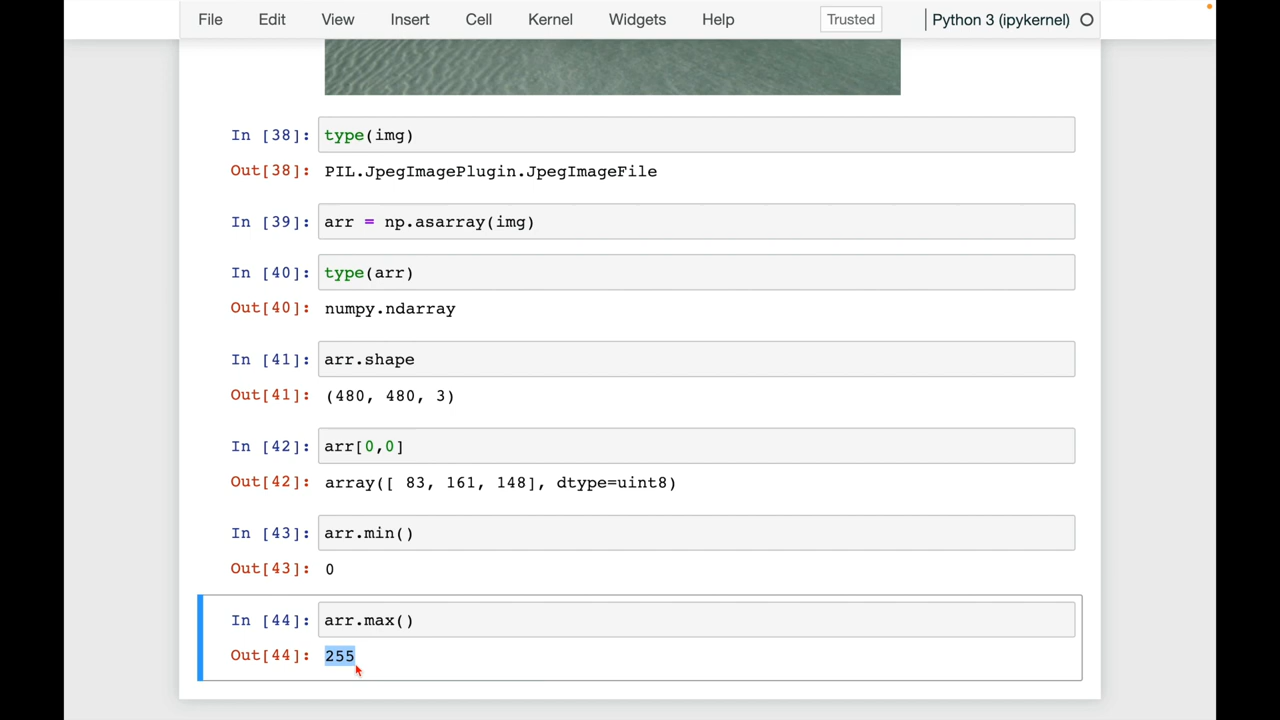 File Edit View Insert Cell Kernel Widgets Help Trusted Python 3 (ipykernel)
In [38]: type(img)
Out[38]: PIL.JpegImagePlugin.JpegImageFile
In [39]: arr = np.asarray(img)
In [40]: type(arr)
Out[40]: numpy.ndarray
In [41]: arr.shape
Out[41]: (480, 480, 3)
In [42]: arr[0,0]
Out[42]: array([ 83, 161, 148], dtype=uint8)
In [43]: arr.min()
Out[43]: 0
In [44]: arr.max()
Out[44]: 255